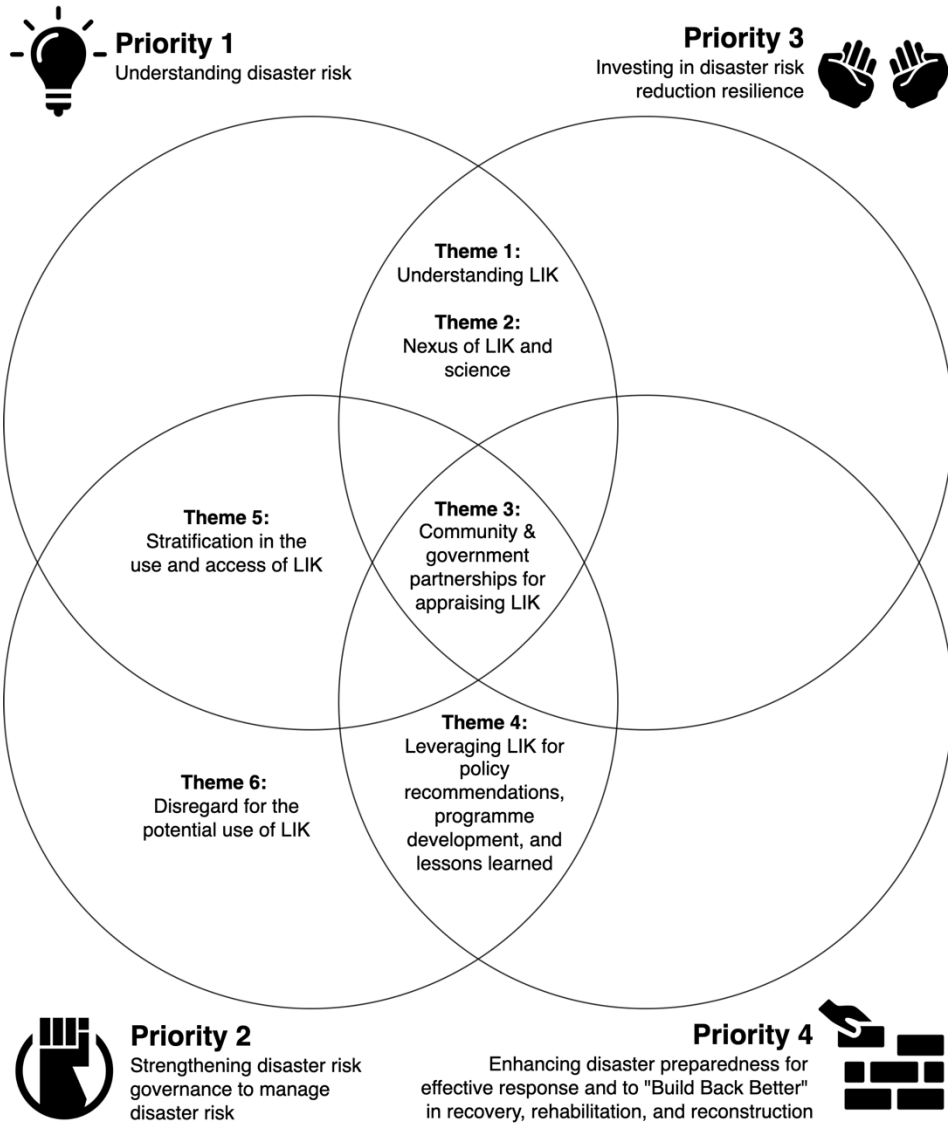 Priority 1
Understanding disaster risk
Priority 3
Investing in disaster risk
reduction resilience
Theme 1:
Understanding LIK
Theme 2:
Nexus of LIK and
science
Theme 5:
Stratification in the
use and access of LIK
Theme 3:
Community &
government
partnerships for
appraising LIK
Theme 4:
Leveraging LIK for
policy
recommendations,
programme
development, and
lessons learned
Theme 6:
Disregard for the
potential use of LIK
Priority 2
Strengthening disaster risk
governance to manage
disaster risk
Priority 4
Enhancing disaster preparedness for
effective response and to "Build Back Better"
in recovery, rehabilitation, and reconstruction